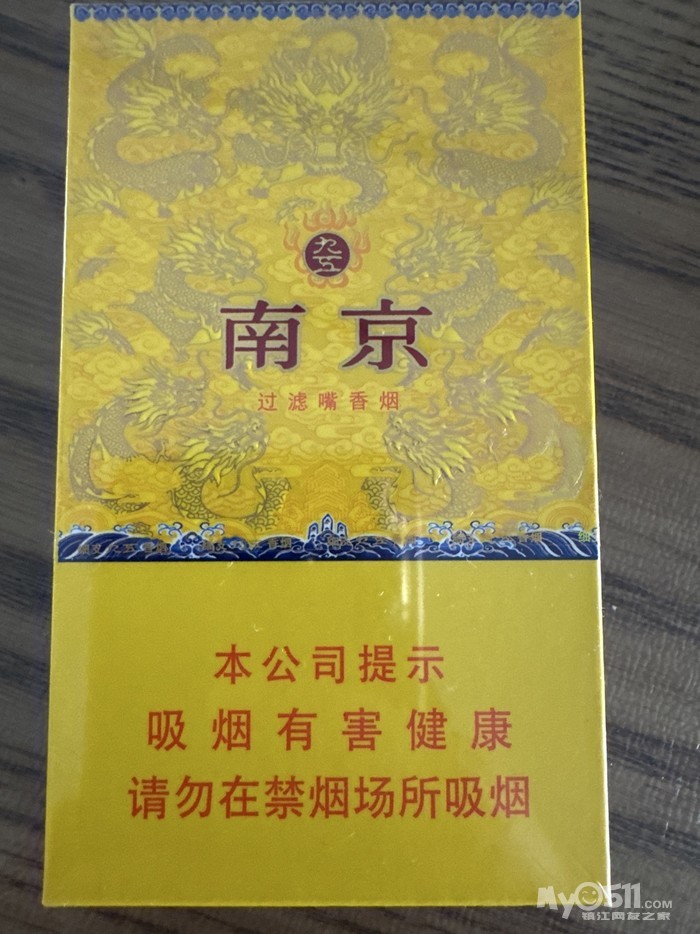 九五
南京
过滤嘴香烟
细
本公司提示
吸烟有害健康
请勿在禁烟场所吸烟
MyO511.COM
镇江网友之家